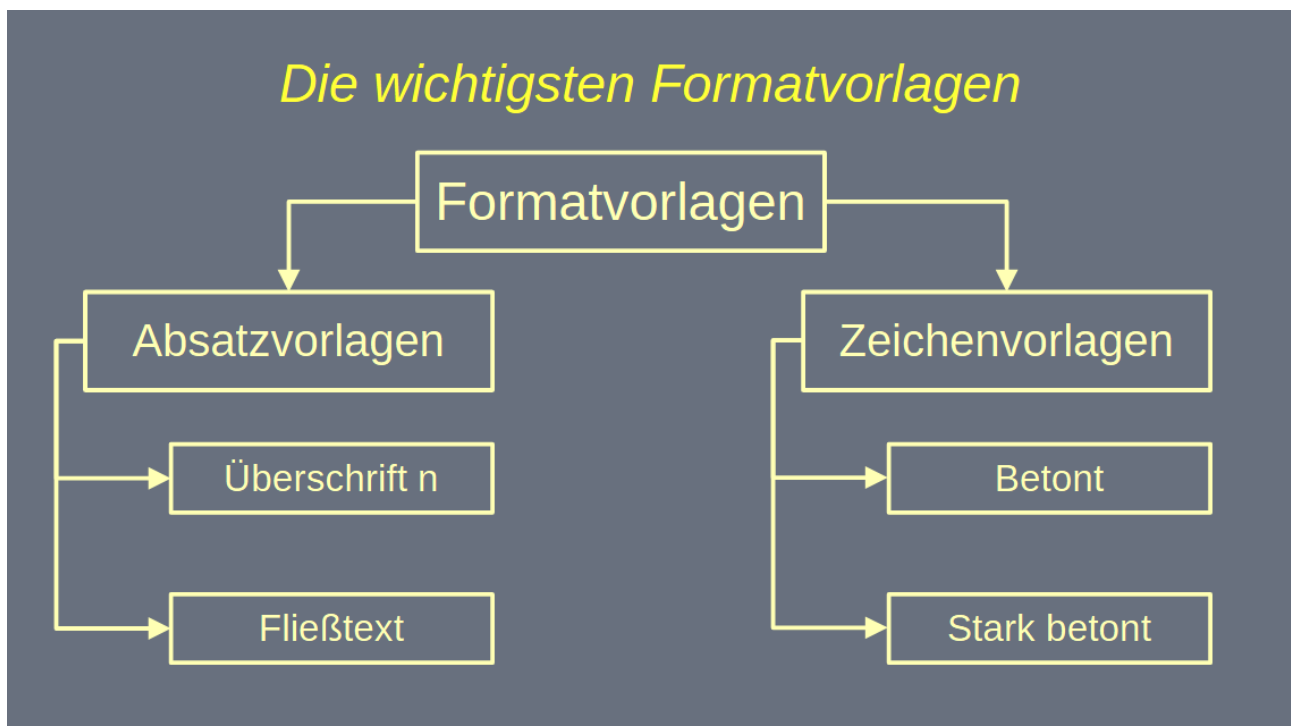 Die wichtigsten Formatvorlagen
Formatvorlagen
Absatzvorlagen
Überschrift n
Fließtext
Zeichenvorlagen
Betont
Stark betont